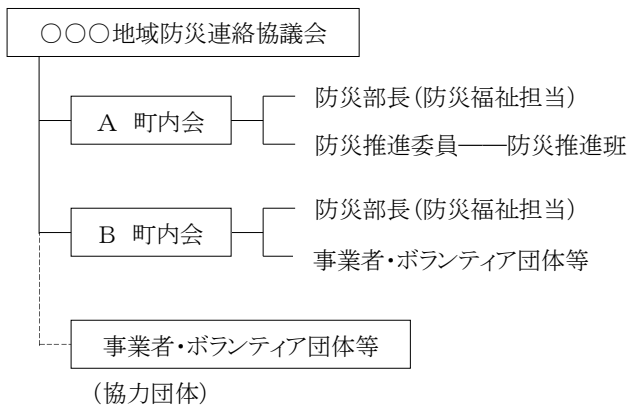 ○○○地域防災連絡協議会
防災部長(防災福祉担当)
A 町内会
防災推進委員――防災推進班
防災部長(防災福祉担当)
B 町内会
事業者・ボランティア団体等
事業者・ボランティア団体等
(協力団体)